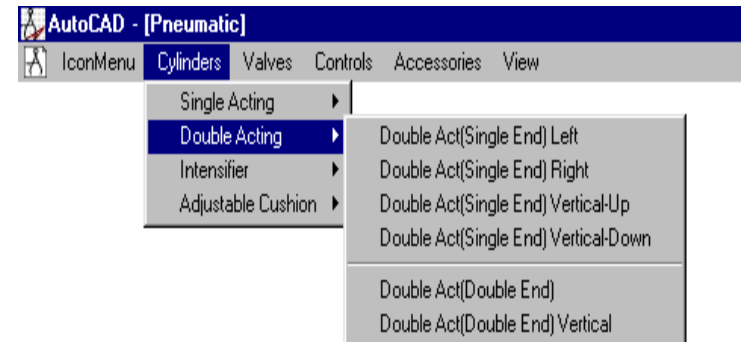 AutoCAD - [Pneumatic]
IconMenu Cylinders Valves Controls Accessories View
Single Acting
Double Acting
Intensifier
Adjustable Cushion
Double Act(Single End) Left
Double Act(Single End) Right
Double Act(Single End) Vertical-Up
Double Act(Single End) Vertical-Down
Double Act(Double End)
Double Act(Double End) Vertical